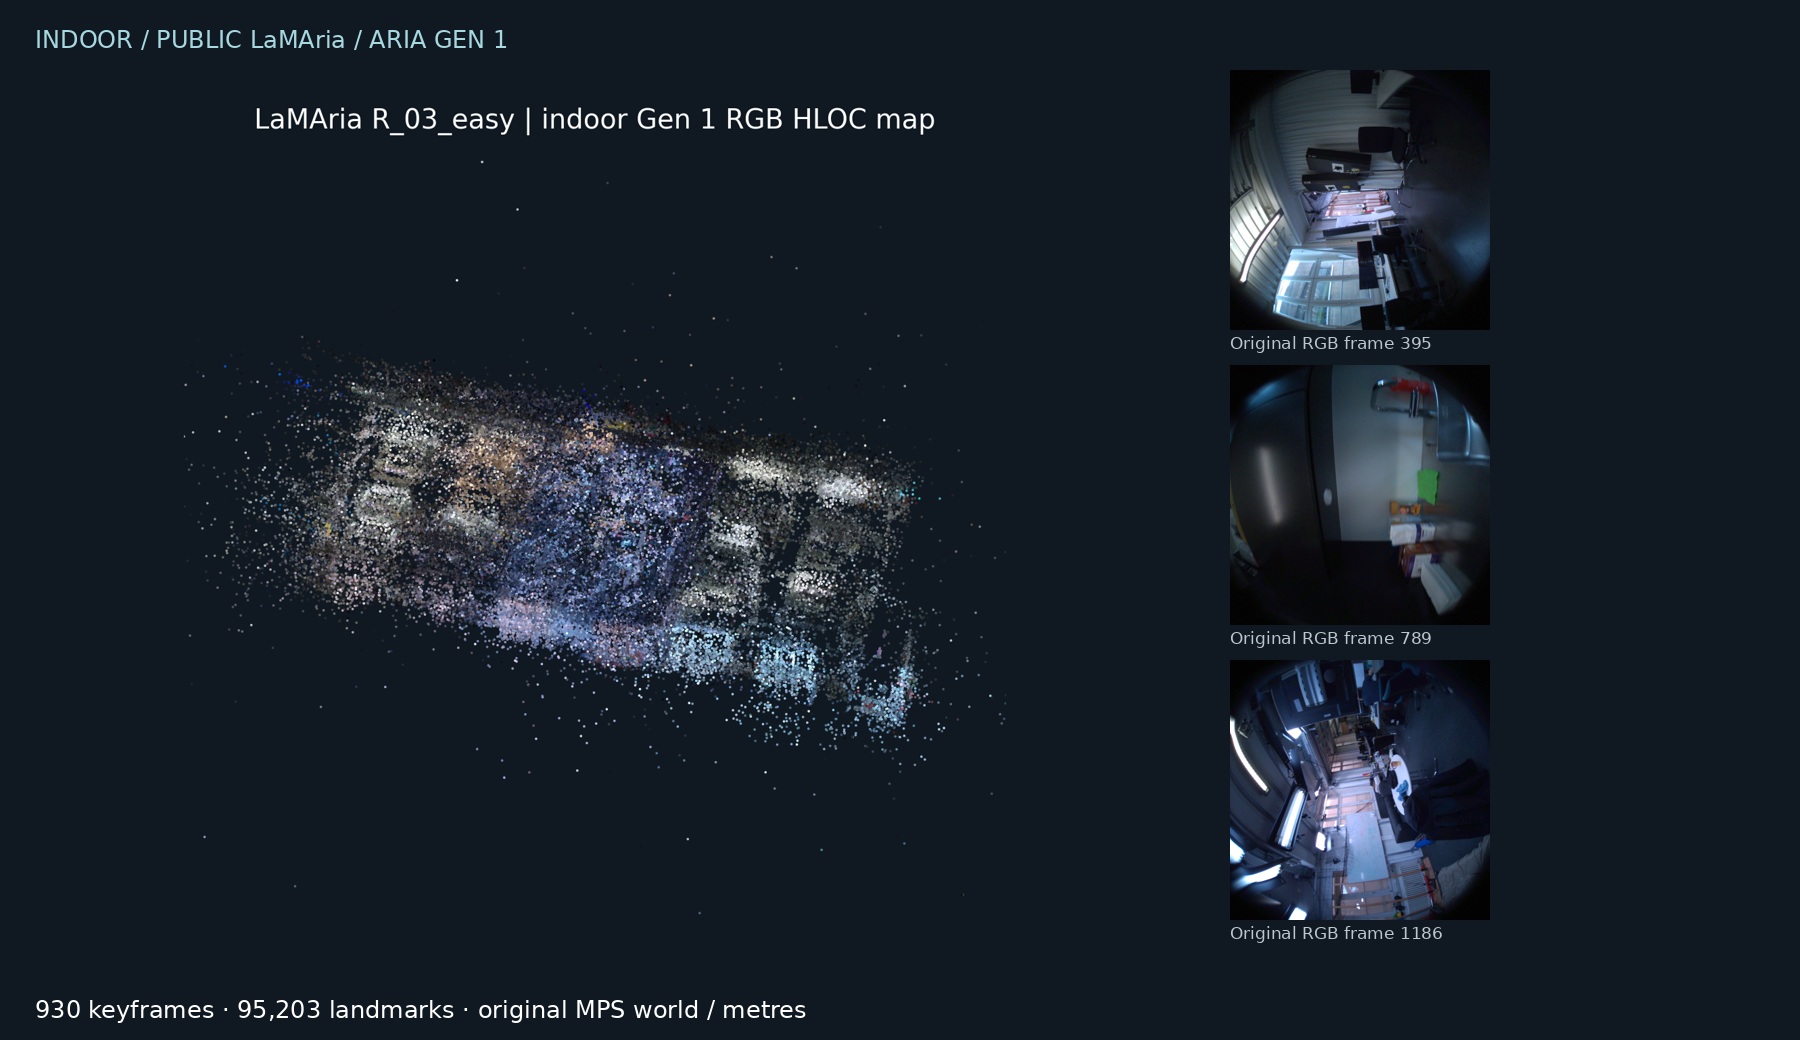 INDOOR / PUBLIC LaMAria / ARIA GEN 1
LaMAria R_03_easy | indoor Gen 1 RGB HLOC map
Original RGB frame 395
Original RGB frame 789
Original RGB frame 1186
930 keyframes · 95,203 landmarks · original MPS world / metres